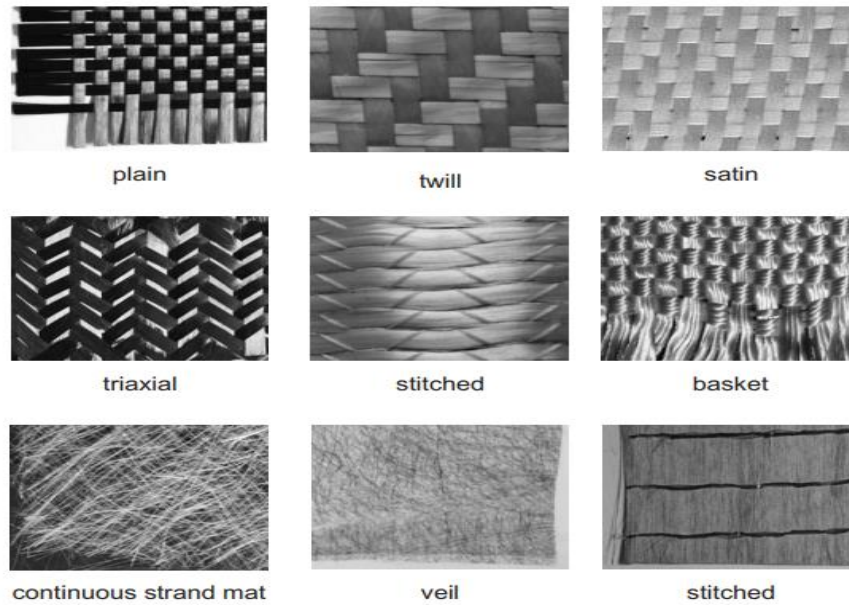 plain
twill
satin
triaxial
stitched
basket
continuous strand mat
veil
stitched